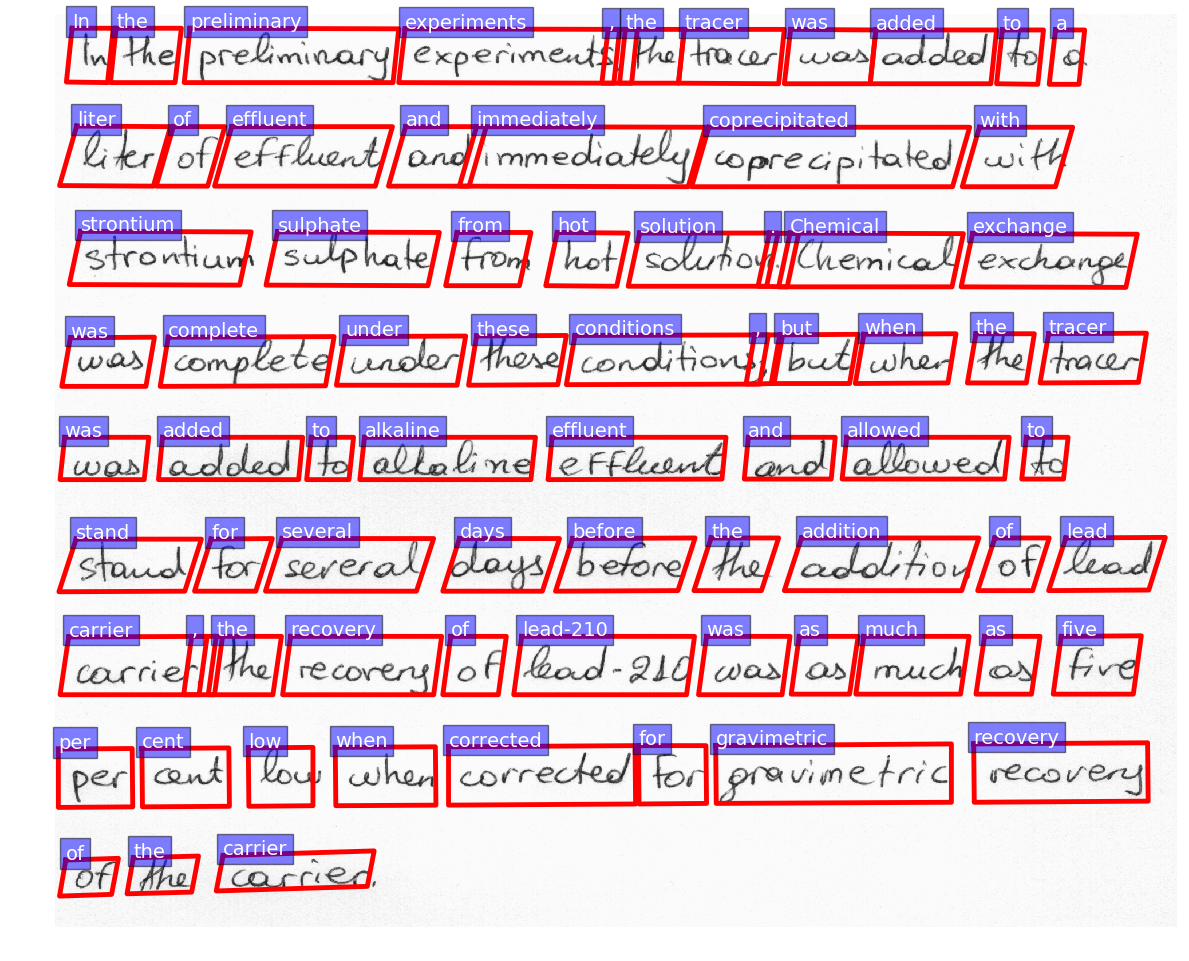 In the preliminary experiments, the tracer was added to a
liter of effluent and immediately coprecipitated with
strontium sulphate from hot solution. Chemical exchange
was complete under these conditions, but when the tracer
was added to alkaline effluent and allowed to
stand for several days before the addition of lead
carrier, the recovery of lead-210 was as much as five
per cent low when corrected for gravimetric recovery
of the carrier.